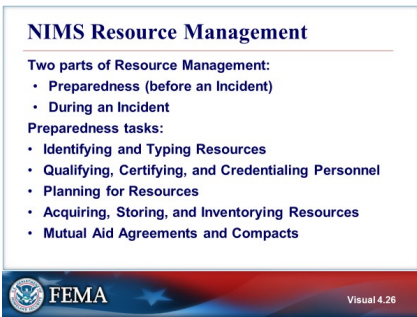 NIMS Resource Management
Two parts of Resource Management:
• Preparedness (before an Incident)
• During an Incident
Preparedness tasks:
• Identifying and Typing Resources
• Qualifying, Certifying, and Credentialing Personnel
• Planning for Resources
• Acquiring, Storing, and Inventorying Resources
• Mutual Aid Agreements and Compacts
FEMA
Visual 4.26